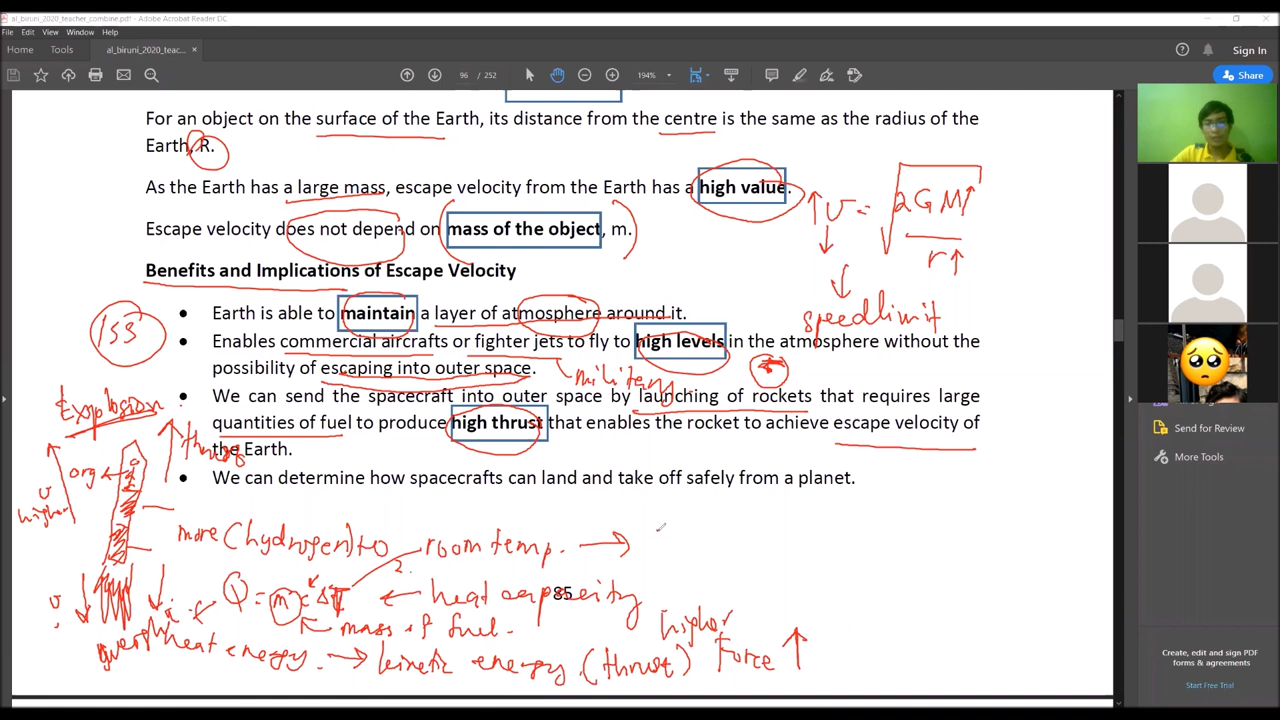 al_biruni_2020_teacher_combine.pdf - Adobe Acrobat Reader DC
File Edit View Window Help
Home Tools al_biruni_2020_teac... × Sign In
96 / 252 194% Share
For an object on the surface of the Earth, its distance from the centre is the same as the radius of the
Earth, R.
As the Earth has a large mass, escape velocity from the Earth has a high value.
Escape velocity does not depend on mass of the object, m.
v = √2GM
r
speed limit
Benefits and Implications of Escape Velocity
• Earth is able to maintain a layer of atmosphere around it.
ISS
• Enables commercial aircrafts or fighter jets to fly to high levels in the atmosphere without the
possibility of escaping into outer space.
military
• We can send the spacecraft into outer space by launching of rockets that requires large
quantities of fuel to produce high thrust that enables the rocket to achieve escape velocity of
the Earth.
• We can determine how spacecrafts can land and take off safely from a planet.
Explosion
thrust
org
v
higher
more (hydrogen) + O room temp. →
2.
Q = mcΔT ← heat capacity
85
mass of fuel.
v
heat energy. → kinetic energy (thrust)
higher
Force ↑
Send for Review
More Tools
Create, edit and sign PDF
forms & agreements
Start Free Trial